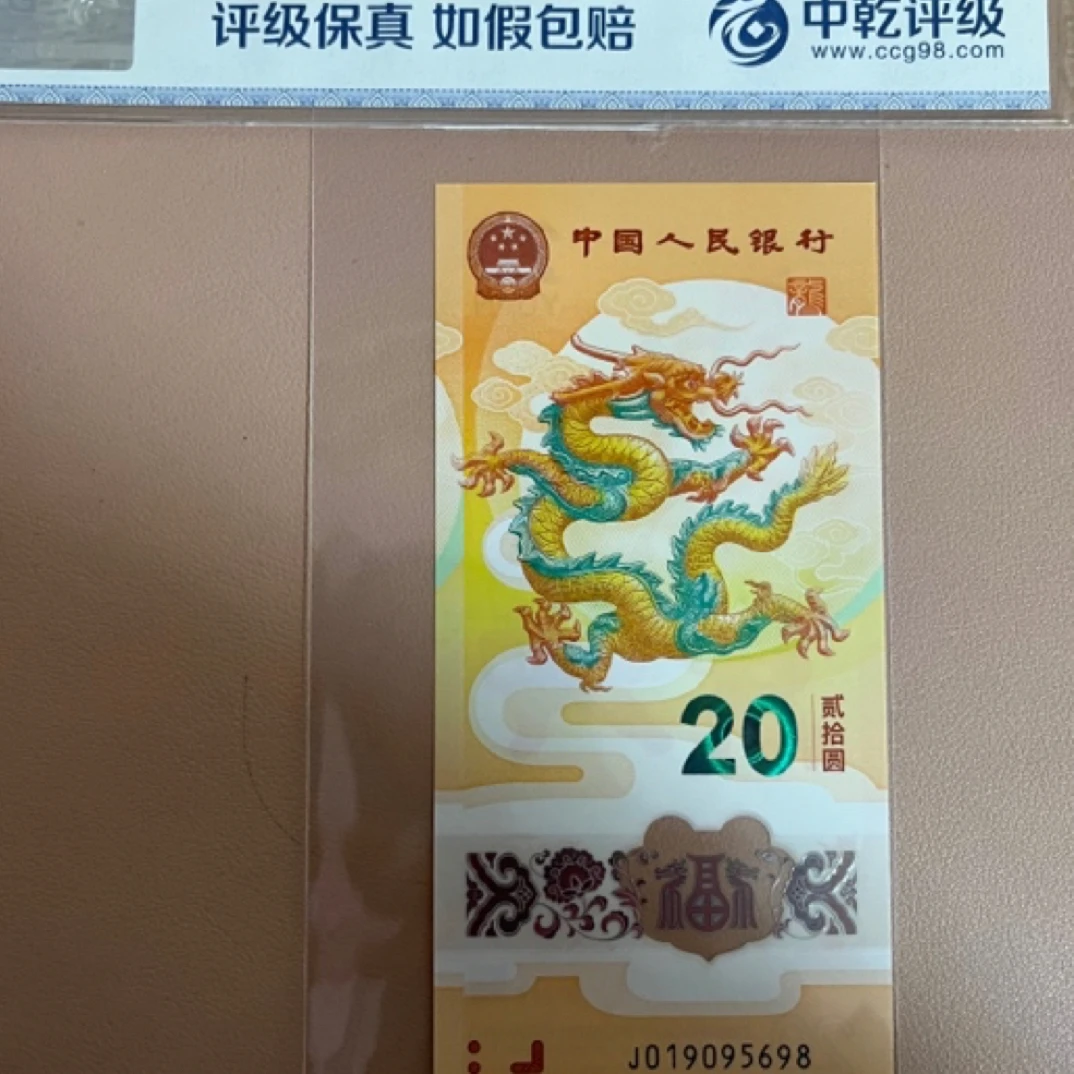 评级保真 如假包赔
中乾评级
www.ccg98.com
中国人民银行
龍
20
贰拾圆
福
J019095698